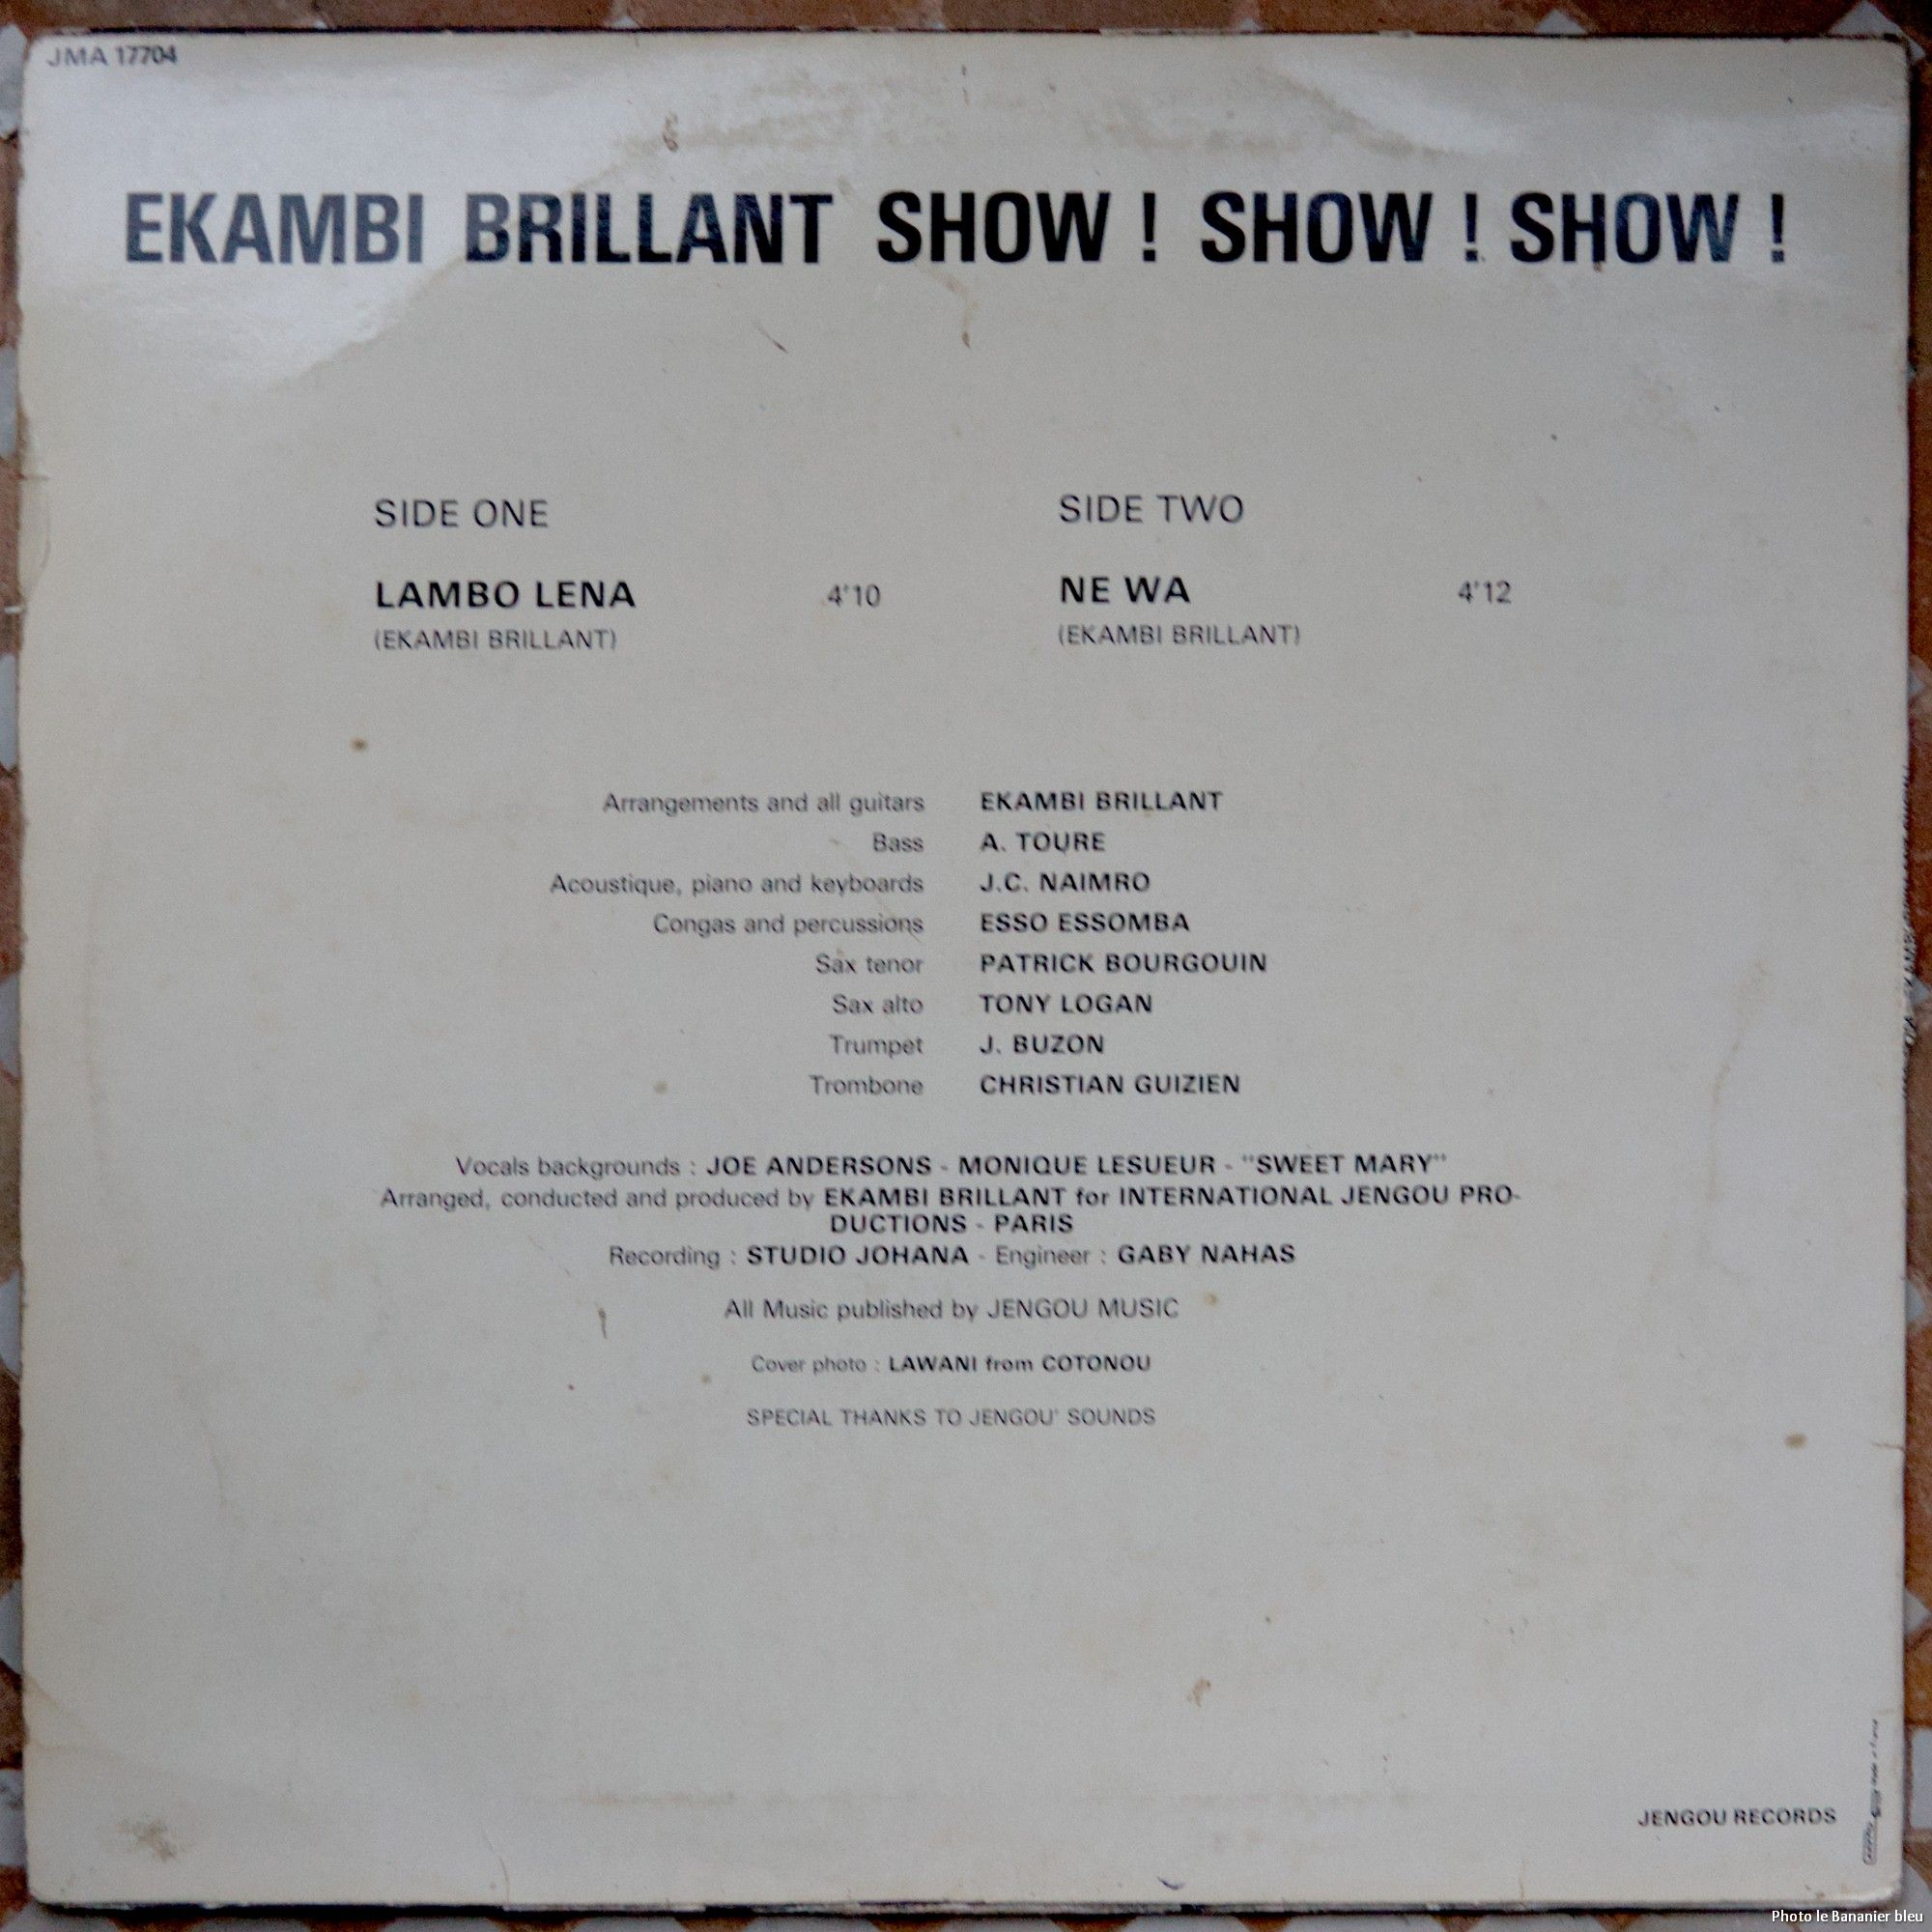 JMA 17704
EKAMBI BRILLANT SHOW ! SHOW ! SHOW !
SIDE ONE
LAMBO LENA 4'10
(EKAMBI BRILLANT)
SIDE TWO
NE WA 4'12
(EKAMBI BRILLANT)
Arrangements and all guitars EKAMBI BRILLANT
Bass A. TOURE
Acoustique, piano and keyboards J.C. NAIMRO
Congas and percussions ESSO ESSOMBA
Sax tenor PATRICK BOURGOUIN
Sax alto TONY LOGAN
Trumpet J. BUZON
Trombone CHRISTIAN GUIZIEN
Vocals backgrounds : JOE ANDERSONS - MONIQUE LESUEUR - "SWEET MARY"
Arranged, conducted and produced by EKAMBI BRILLANT for INTERNATIONAL JENGOU PRO-
DUCTIONS - PARIS
Recording : STUDIO JOHANA - Engineer : GABY NAHAS
All Music published by JENGOU MUSIC
Cover photo : LAWANI from COTONOU
SPECIAL THANKS TO JENGOU' SOUNDS
JENGOU RECORDS
Photo le Bananier bleu